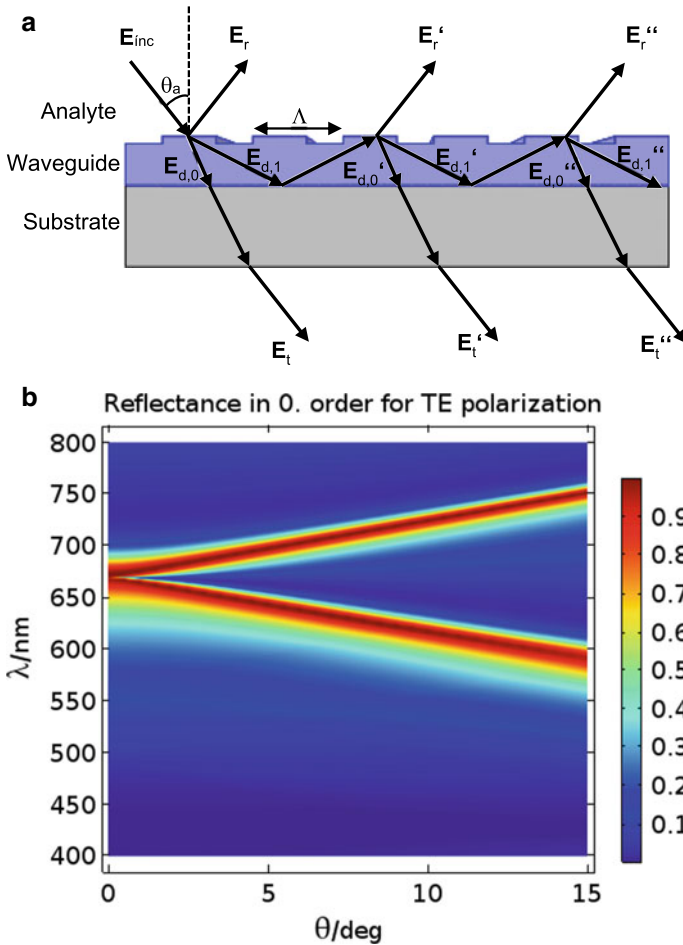 a
E_inc
E_r
E_r‘
E_r“
θ_a
Analyte
Λ
Waveguide
E_d,0
E_d,1
E_d,0‘
E_d,1‘
E_d,0“
E_d,1“
Substrate
E_t
E_t‘
E_t“
b
Reflectance in 0. order for TE polarization
800
750
700
650
600
550
500
450
400
λ/nm
0 5 10 15
θ/deg
0.9
0.8
0.7
0.6
0.5
0.4
0.3
0.2
0.1